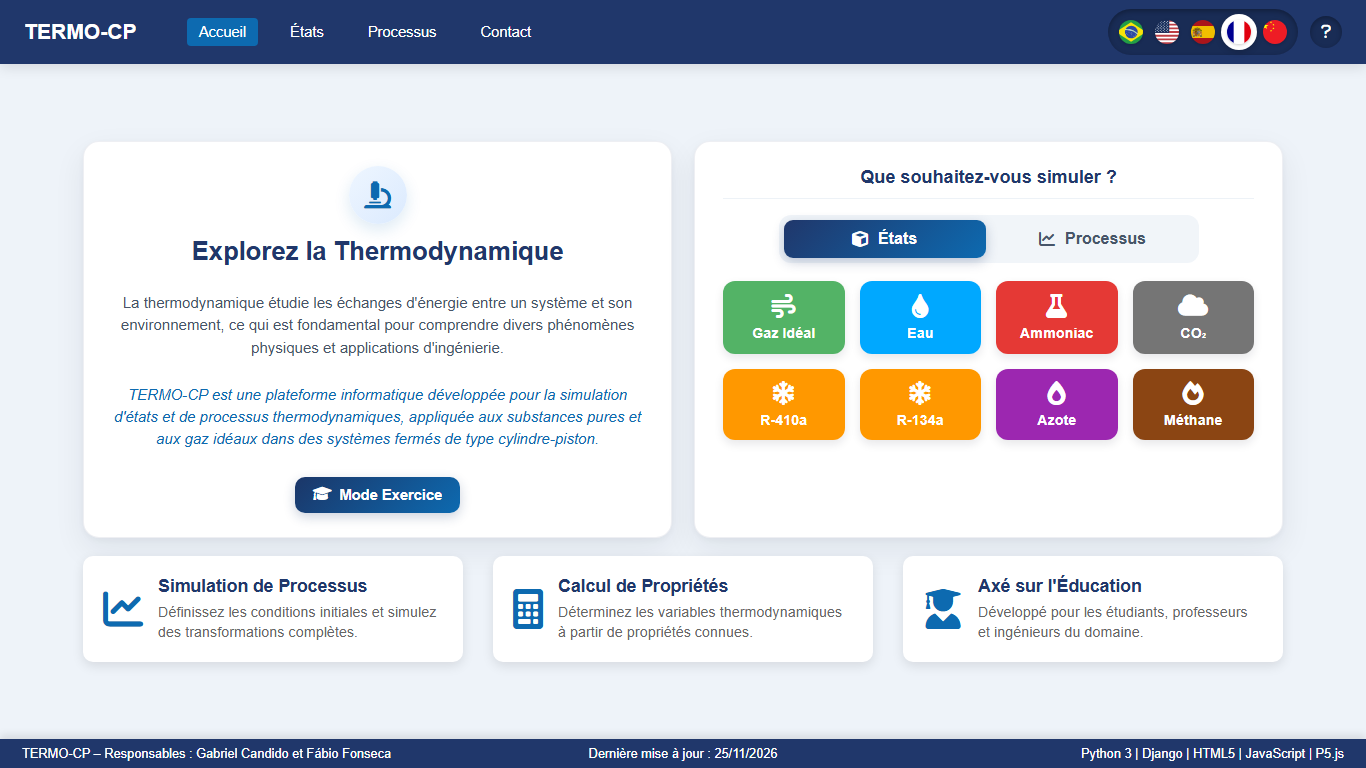 TERMO-CP
Accueil
États
Processus
Contact
?
Explorez la Thermodynamique
La thermodynamique étudie les échanges d'énergie entre un système et son
environnement, ce qui est fondamental pour comprendre divers phénomènes
physiques et applications d'ingénierie.
TERMO-CP est une plateforme informatique développée pour la simulation
d'états et de processus thermodynamiques, appliquée aux substances pures et
aux gaz idéaux dans des systèmes fermés de type cylindre-piston.
Mode Exercice
Que souhaitez-vous simuler ?
États
Processus
Gaz Idéal
Eau
Ammoniac
CO₂
R-410a
R-134a
Azote
Méthane
Simulation de Processus
Définissez les conditions initiales et simulez
des transformations complètes.
Calcul de Propriétés
Déterminez les variables thermodynamiques
à partir de propriétés connues.
Axé sur l'Éducation
Développé pour les étudiants, professeurs
et ingénieurs du domaine.
TERMO-CP – Responsables : Gabriel Candido et Fábio Fonseca
Dernière mise à jour : 25/11/2026
Python 3 | Django | HTML5 | JavaScript | P5.js